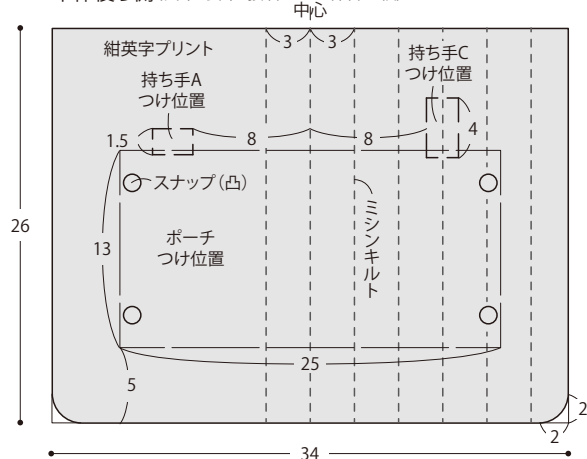 中心
3
3
紺英字プリント
持ち手A
つけ位置
持ち手C
つけ位置
1.5
8
8
4
スナップ（凸）
26
13
ポーチ
つけ位置
ミシンキルト
25
5
2
2
34